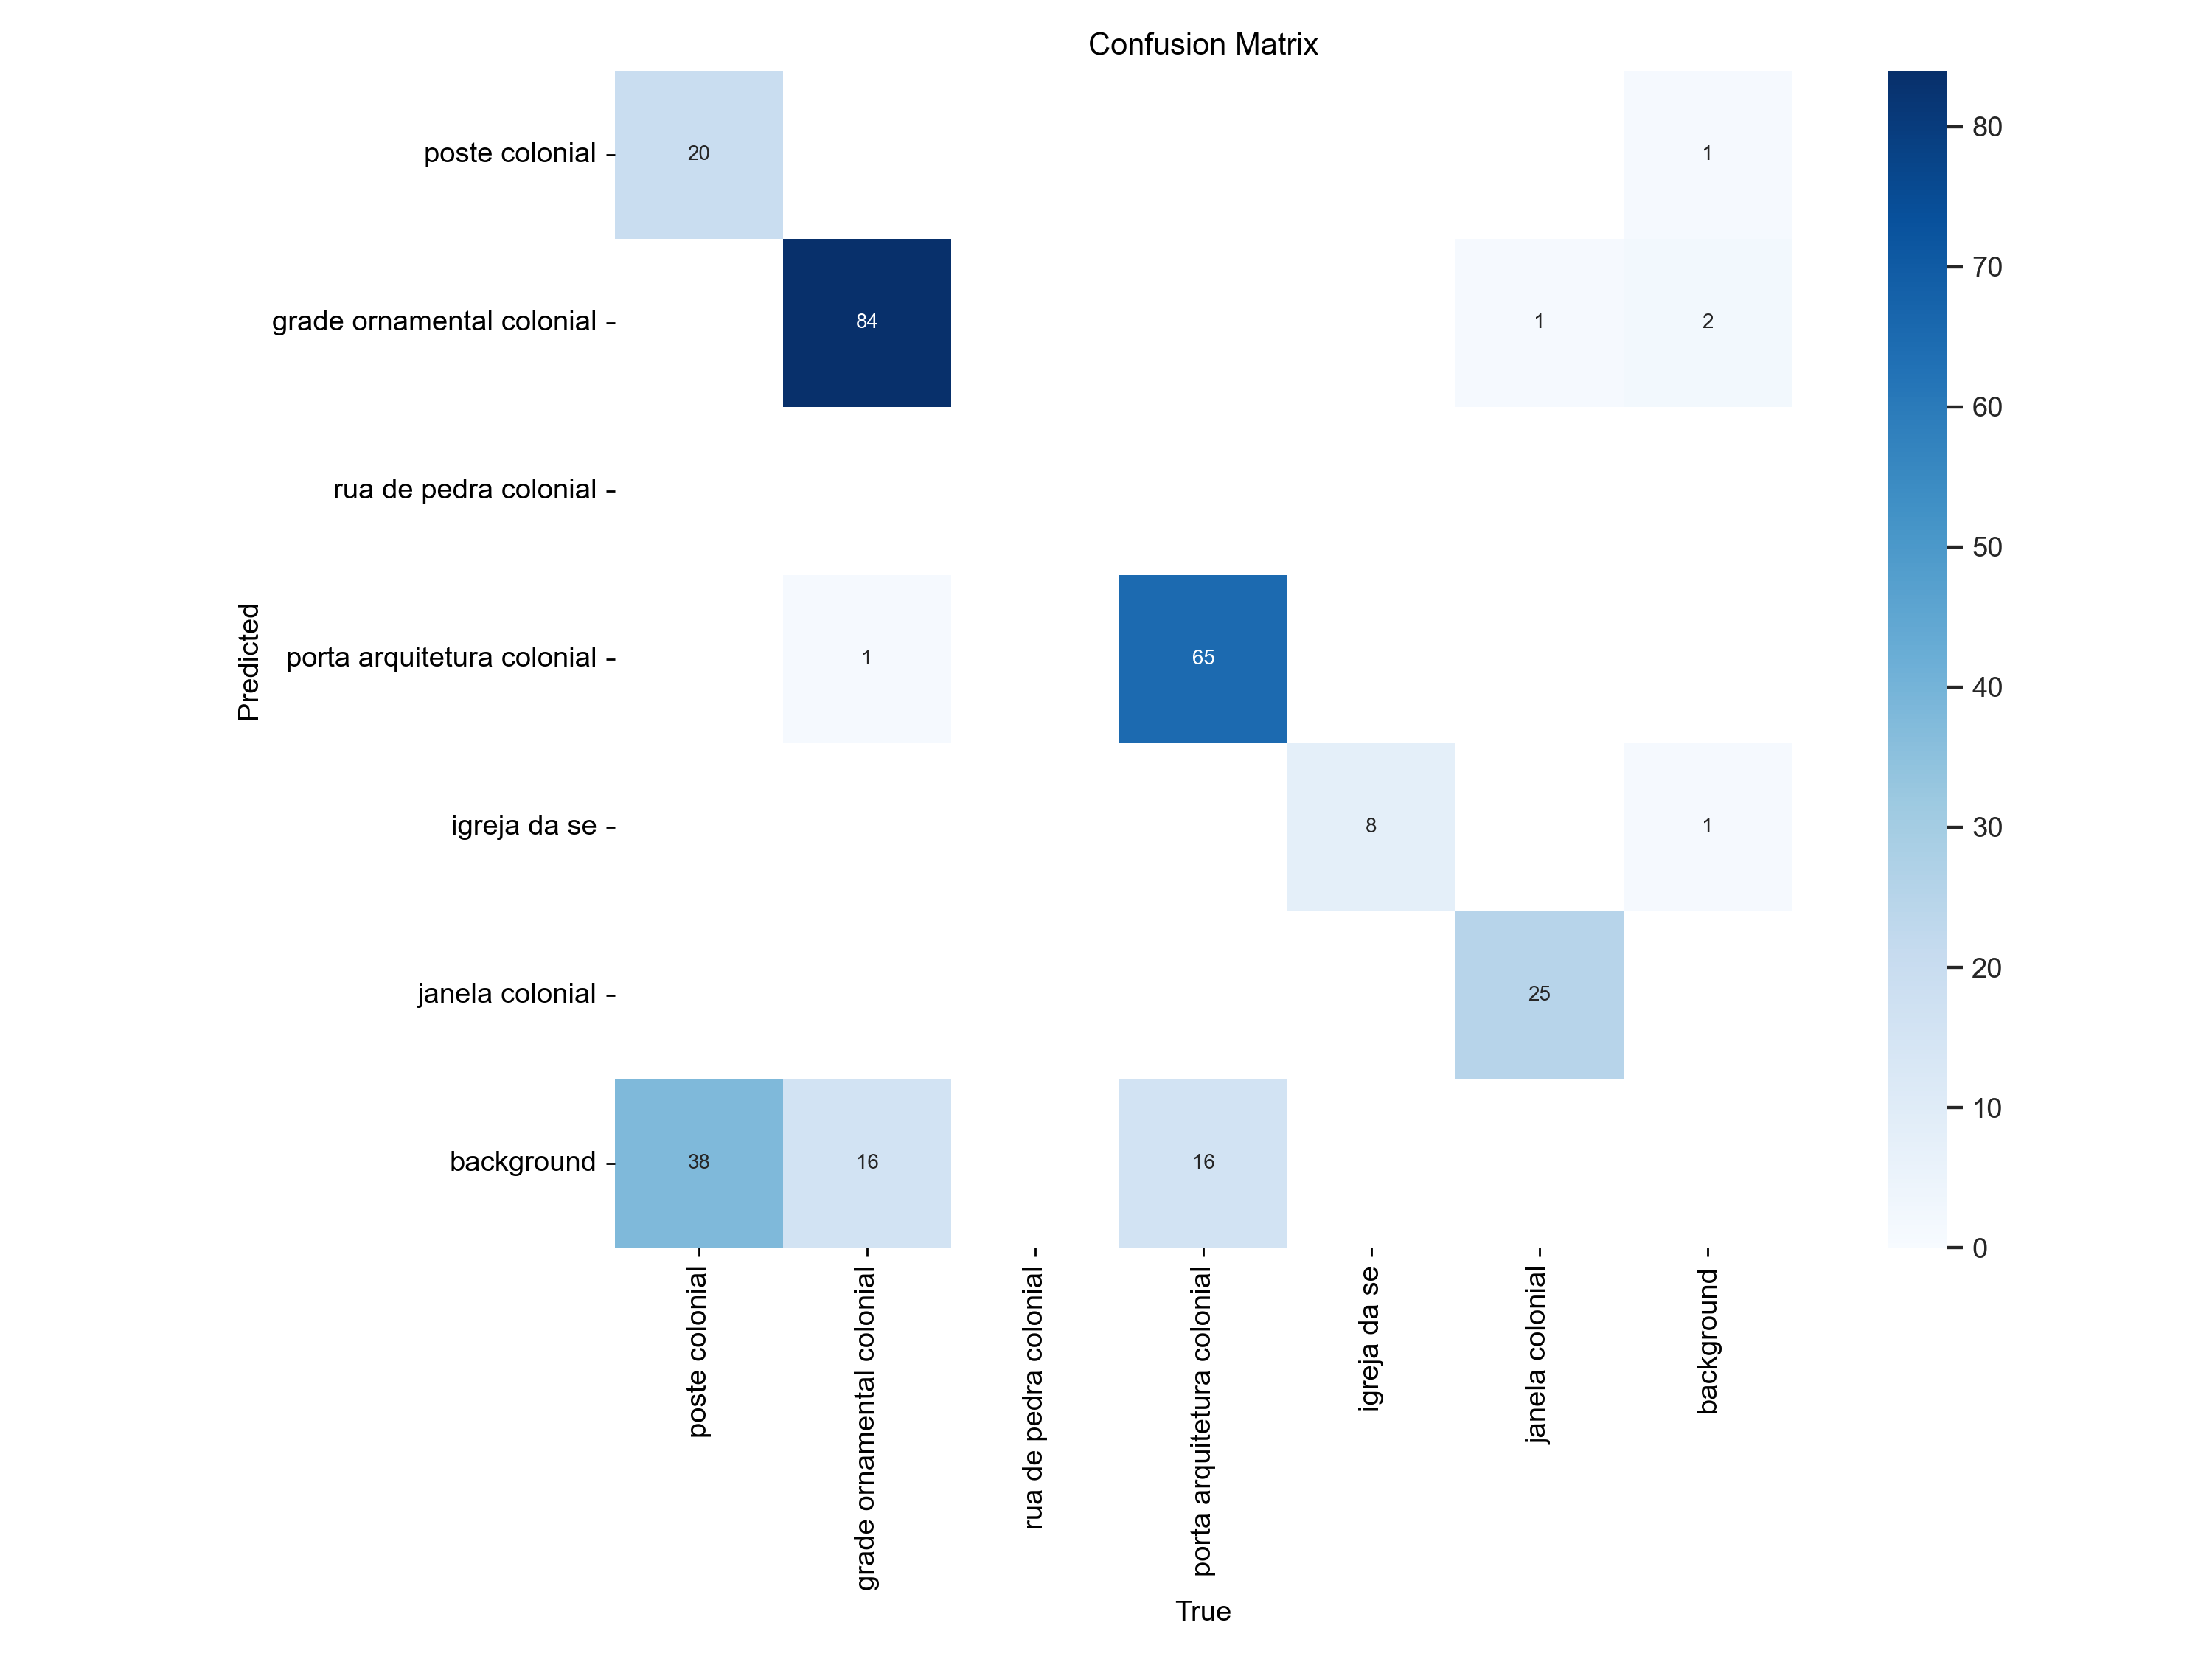 Confusion Matrix
poste colonial
20
1
80
grade ornamental colonial
84
1
2
70
60
rua de pedra colonial
50
Predicted
porta arquitetura colonial
1
65
40
igreja da se
8
1
30
janela colonial
25
20
background
38
16
16
10
0
poste colonial
grade ornamental colonial
rua de pedra colonial
porta arquitetura colonial
igreja da se
janela colonial
background
True